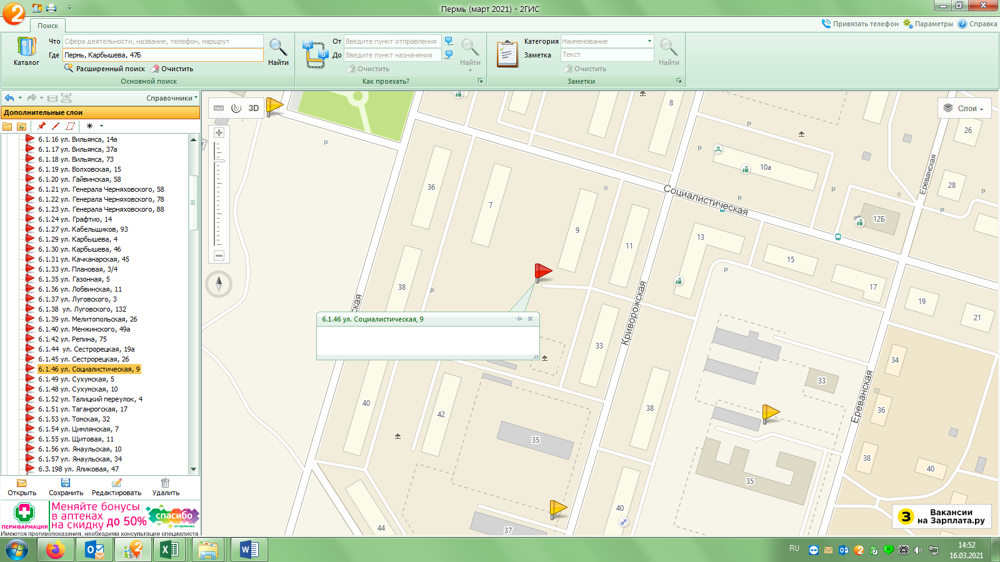 Пермь (март 2021) - 2ГИС
Поиск
Привязать телефон
Параметры
Справка
Каталог
Что
Сфера деятельности, название, телефон, маршрут
Где
Пермь, Карбышева, 47Б
Расширенный поиск
Очистить
Найти
Основной поиск
От
Введите пункт отправления
До
Введите пункт назначения
Очистить
Найти
Как проехать?
Категория
Наименование
Заметка
Текст
Очистить
Найти
Заметки
Справочники
Дополнительные слои
6.1.16 ул. Вильямса, 14а
6.1.17 ул. Вильямса, 37а
6.1.18 ул. Вильямса, 73
6.1.19 ул. Волховская, 15
6.1.20 ул. Гайвинская, 58
6.1.21 ул. Генерала Черняховского, 58
6.1.22 ул. Генерала Черняховского, 78
6.1.23 ул. Генерала Черняховского, 88
6.1.24 ул. Графтио, 14
6.1.27 ул. Кабельщиков, 93
6.1.29 ул. Карбышева, 4
6.1.30 ул. Карбышева, 46
6.1.31 ул. Качканарская, 45
6.1.33 ул. Плановая, 3/4
6.1.35 ул. Газонная, 5
6.1.36 ул. Лобвинская, 11
6.1.37 ул. Луговского, 3
6.1.38 ул. Луговского, 132
6.1.39 ул. Мелитопольская, 26
6.1.40 ул. Менжинского, 49а
6.1.42 ул. Репина, 75
6.1.44 ул. Сестрорецкая, 19а
6.1.45 ул. Сестрорецкая, 26
6.1.46 ул. Социалистическая, 9
6.1.49 ул. Сухумская, 5
6.1.48 ул. Сухумская, 10
6.1.52 ул. Талицкий переулок, 4
6.1.51 ул. Таганрогская, 17
6.1.53 ул. Томская, 32
6.1.54 ул. Цимлянская, 7
6.1.55 ул. Щитовая, 11
6.1.56 ул. Янаульская, 10
6.1.57 ул. Янаульская, 34
6.3.198 ул. Яликовая, 47
Открыть
Сохранить
Редактировать
Удалить
ПЕРМФАРМАЦИЯ
Меняйте бонусы
в аптеках
на скидку до 50%
спасибо
ОТ СБЕРБАНКА
Имеются противопоказания, необходима консультация специалиста
3D
Слои
8
26
P
P
P
10а
Ереванская
28
36
7
Социалистическая
P
P
P
P
12Б
9
11
13
15
17
38
P
P
19
21
ская
Криворожская
6.1.46 ул. Социалистическая, 9
33
34
33
40
42
38
Ереванская
36
35
38
40
35
40
44
37
З
Вакансии
на Зарплата.ру
RU
14:52
16.03.2021